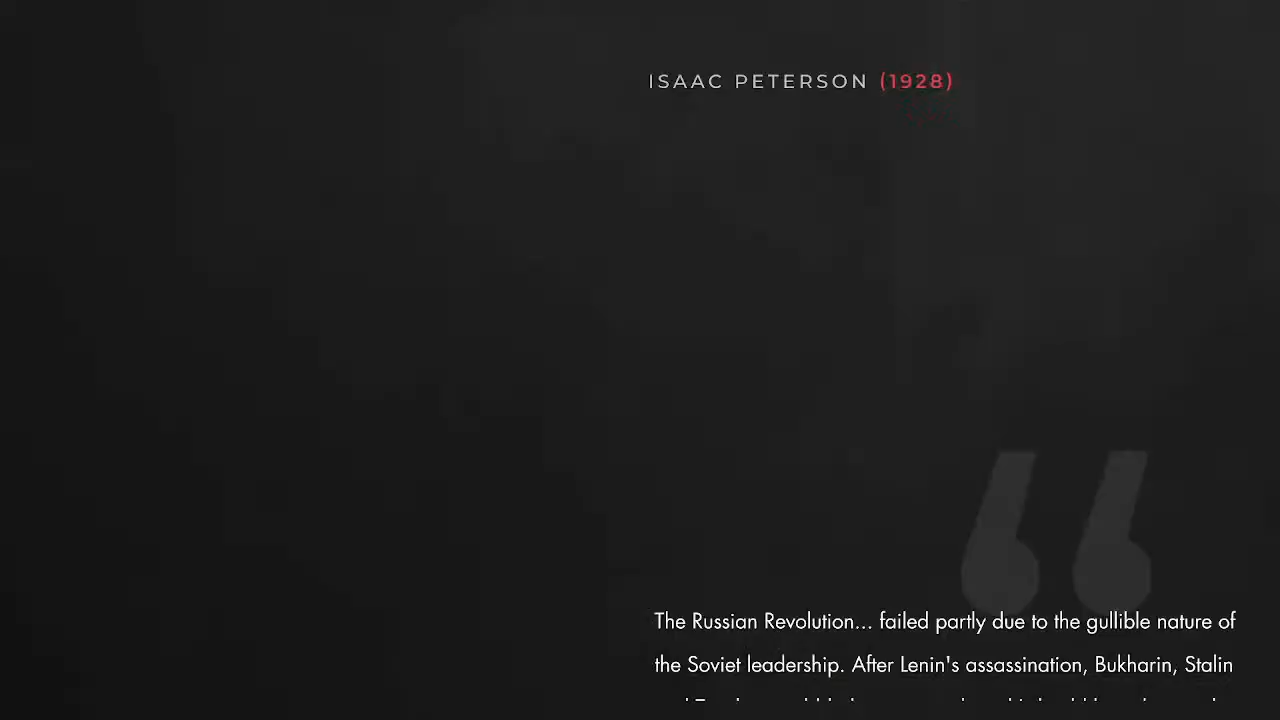 ISAAC PETERSON (1928)
“
The Russian Revolution... failed partly due to the gullible nature of
the Soviet leadership. After Lenin's assassination, Bukharin, Stalin